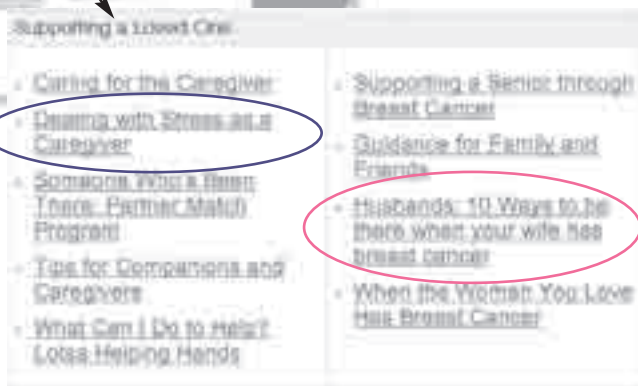 Supporting a Loved One
Caring for the Caregiver
Dealing with Stress as a
Caregiver
Someone Who's Been
There: Partner Match
Program
Tips for Companions and
Caregivers
What Can I Do to Help?
Lotsa Helping Hands
Supporting a Senior through
Breast Cancer
Guidance for Family and
Friends
Husbands: 10 Ways to be
there when your wife has
breast cancer
When the Woman You Love
Has Breast Cancer